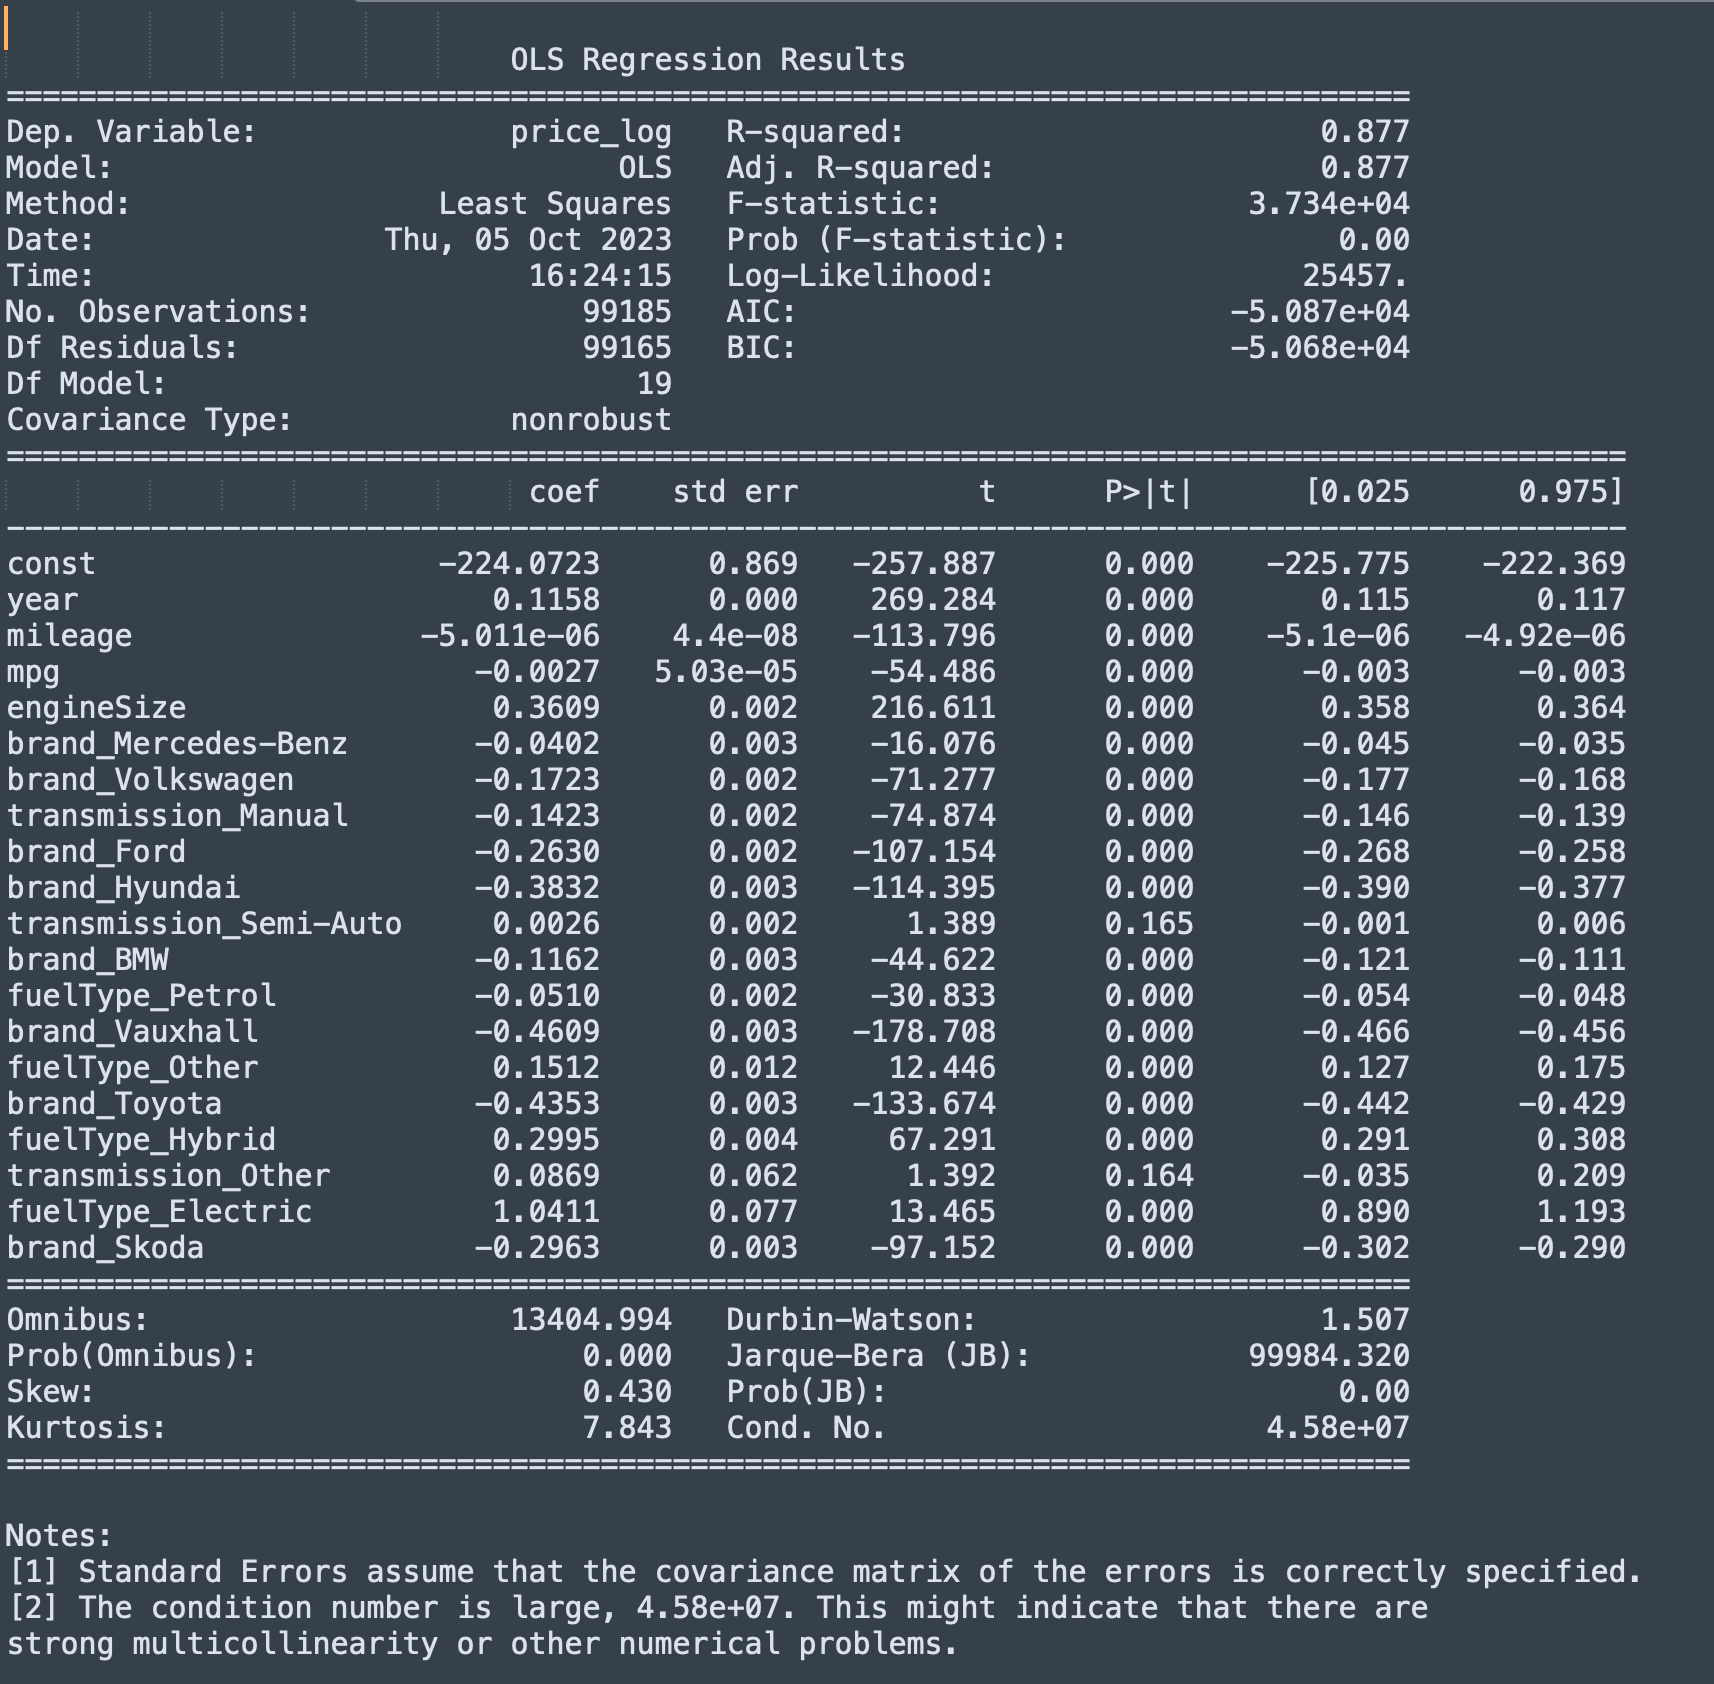 OLS Regression Results
==============================================================================
Dep. Variable:              price_log   R-squared:                       0.877
Model:                            OLS   Adj. R-squared:                  0.877
Method:                 Least Squares   F-statistic:                 3.734e+04
Date:                Thu, 05 Oct 2023   Prob (F-statistic):               0.00
Time:                        16:24:15   Log-Likelihood:                 25457.
No. Observations:               99185   AIC:                        -5.087e+04
Df Residuals:                   99165   BIC:                        -5.068e+04
Df Model:                          19
Covariance Type:            nonrobust
==========================================================================================
                             coef    std err          t      P>|t|      [0.025      0.975]
------------------------------------------------------------------------------------------
const                   -224.0723      0.869   -257.887      0.000    -225.775    -222.369
year                       0.1158      0.000    269.284      0.000       0.115       0.117
mileage                -5.011e-06    4.4e-08   -113.796      0.000    -5.1e-06   -4.92e-06
mpg                       -0.0027   5.03e-05    -54.486      0.000      -0.003      -0.003
engineSize                 0.3609      0.002    216.611      0.000       0.358       0.364
brand_Mercedes-Benz       -0.0402      0.003    -16.076      0.000      -0.045      -0.035
brand_Volkswagen          -0.1723      0.002    -71.277      0.000      -0.177      -0.168
transmission_Manual       -0.1423      0.002    -74.874      0.000      -0.146      -0.139
brand_Ford                -0.2630      0.002   -107.154      0.000      -0.268      -0.258
brand_Hyundai             -0.3832      0.003   -114.395      0.000      -0.390      -0.377
transmission_Semi-Auto     0.0026      0.002      1.389      0.165      -0.001       0.006
brand_BMW                 -0.1162      0.003    -44.622      0.000      -0.121      -0.111
fuelType_Petrol           -0.0510      0.002    -30.833      0.000      -0.054      -0.048
brand_Vauxhall            -0.4609      0.003   -178.708      0.000      -0.466      -0.456
fuelType_Other             0.1512      0.012     12.446      0.000       0.127       0.175
brand_Toyota              -0.4353      0.003   -133.674      0.000      -0.442      -0.429
fuelType_Hybrid            0.2995      0.004     67.291      0.000       0.291       0.308
transmission_Other         0.0869      0.062      1.392      0.164      -0.035       0.209
fuelType_Electric          1.0411      0.077     13.465      0.000       0.890       1.193
brand_Skoda               -0.2963      0.003    -97.152      0.000      -0.302      -0.290
==============================================================================
Omnibus:                    13404.994   Durbin-Watson:                   1.507
Prob(Omnibus):                  0.000   Jarque-Bera (JB):            99984.320
Skew:                           0.430   Prob(JB):                         0.00
Kurtosis:                       7.843   Cond. No.                     4.58e+07
==============================================================================
Notes:
[1] Standard Errors assume that the covariance matrix of the errors is correctly specified.
[2] The condition number is large, 4.58e+07. This might indicate that there are
strong multicollinearity or other numerical problems.